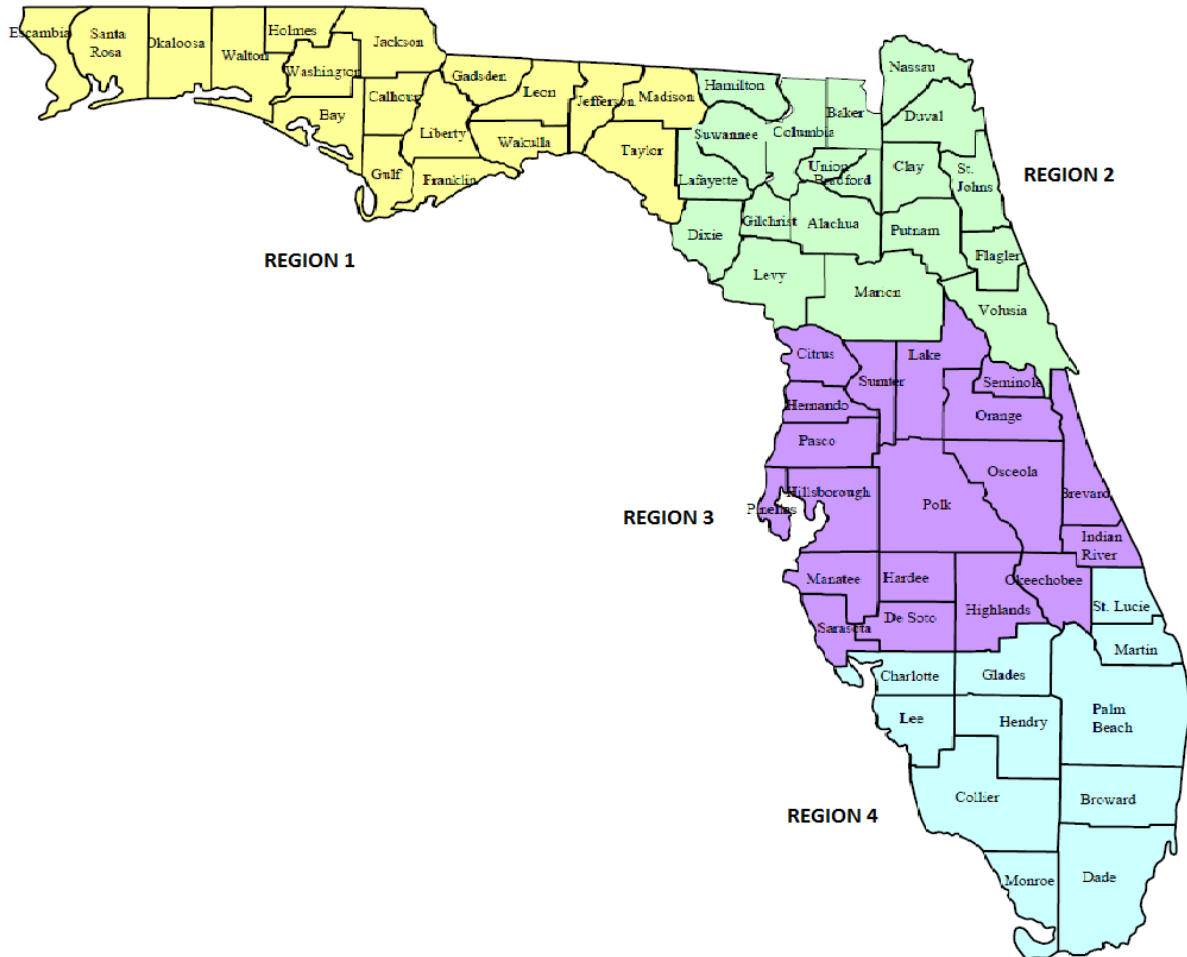 Escambia
Santa
Rosa
Okaloosa
Walton
Holmes
Washington
Jackson
Bay
Calhoun
Gulf
Liberty
Franklin
Gadsden
Leon
Wakulla
Jefferson
Madison
Taylor
REGION 1
Hamilton
Suwannee
Lafayette
Dixie
Columbia
Baker
Union
Bradford
Gilchrist
Alachua
Levy
Marion
Nassau
Duval
Clay
St.
Johns
Putnam
Flagler
Volusia
REGION 2
Citrus
Sumter
Lake
Seminole
Hernando
Orange
Pasco
Osceola
Hillsborough
Pinellas
Polk
Brevard
REGION 3
Indian
River
Manatee
Hardee
Okeechobee
Highlands
Sarasota
De Soto
St. Lucie
Martin
Charlotte
Glades
Lee
Hendry
Palm
Beach
Collier
Broward
REGION 4
Monroe
Dade